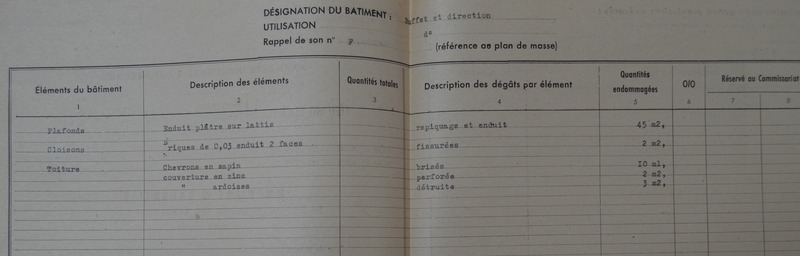 DÉSIGNATION DU BATIMENT : Buffet et direction
UTILISATION d°
Rappel de son n° P (référence au plan de masse)
Éléments du bâtiment Description des éléments Quantités totales Description des dégâts par élément Quantités endommagées O/O Réservé au Commissariat
1 2 3 4 5 6 7 8
Plafonds Enduit plâtre sur lattis repiquage et enduit 45 m2,
Cloisons riques de 0,03 enduit 2 faces fissurées 2 m2,
Toiture Chevrons en sapin brisés 10 ml,
couverture en zinc perforée 2 m2,
" ardoises détruite 3 m2,